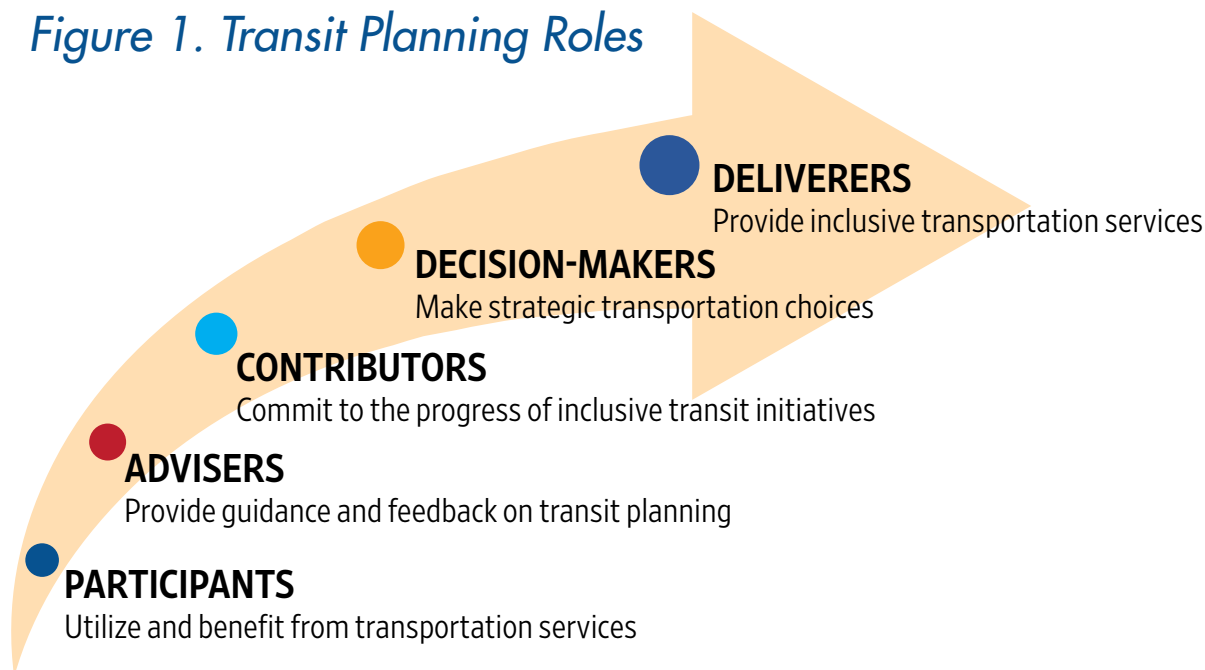 Figure 1. Transit Planning Roles
DELIVERERS
Provide inclusive transportation services
DECISION-MAKERS
Make strategic transportation choices
CONTRIBUTORS
Commit to the progress of inclusive transit initiatives
ADVISERS
Provide guidance and feedback on transit planning
PARTICIPANTS
Utilize and benefit from transportation services